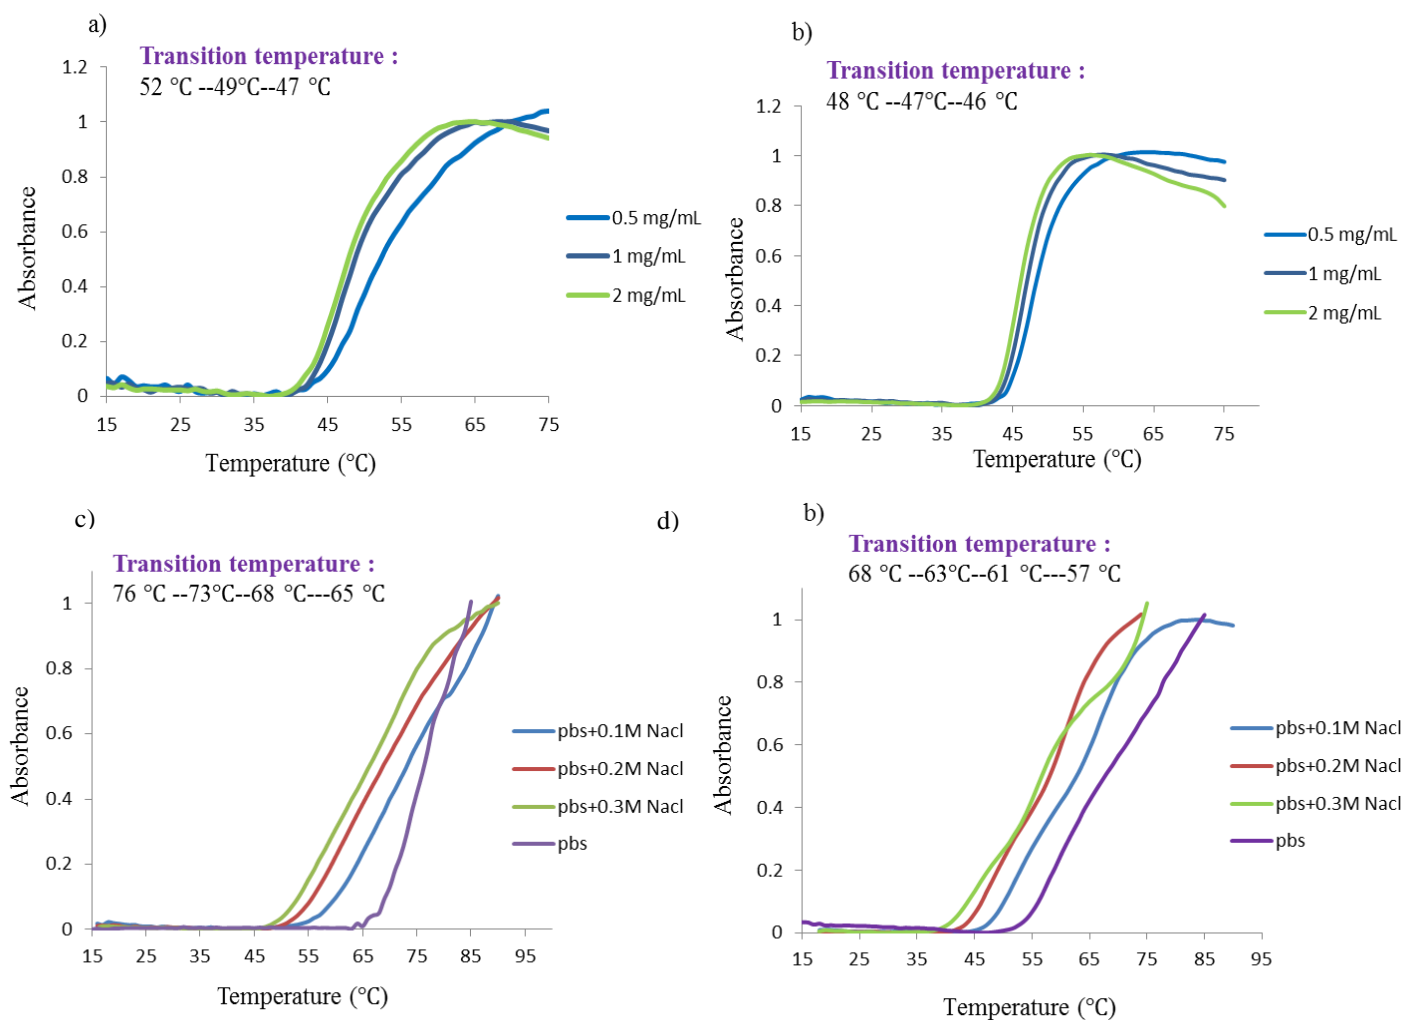 a)
Transition temperature :
52 °C --49°C--47 °C
1.2
1
0.8
0.6
0.4
0.2
0
Absorbance
15 25 35 45 55 65 75
Temperature (°C)
0.5 mg/mL
1 mg/mL
2 mg/mL
b)
Transition temperature :
48 °C --47°C--46 °C
1.2
1
0.8
0.6
0.4
0.2
0
Absorbance
15 25 35 45 55 65 75
Temperature (°C)
0.5 mg/mL
1 mg/mL
2 mg/mL
c)
Transition temperature :
76 °C --73°C--68 °C---65 °C
1
0.8
0.6
0.4
0.2
0
Absorbance
15 25 35 45 55 65 75 85 95
Temperature (°C)
pbs+0.1M Nacl
pbs+0.2M Nacl
pbs+0.3M Nacl
pbs
d)
b)
Transition temperature :
68 °C --63°C--61 °C---57 °C
1
0.8
0.6
0.4
0.2
0
Absorbance
15 25 35 45 55 65 75 85 95
Temperature (°C)
pbs+0.1M Nacl
pbs+0.2M Nacl
pbs+0.3M Nacl
pbs